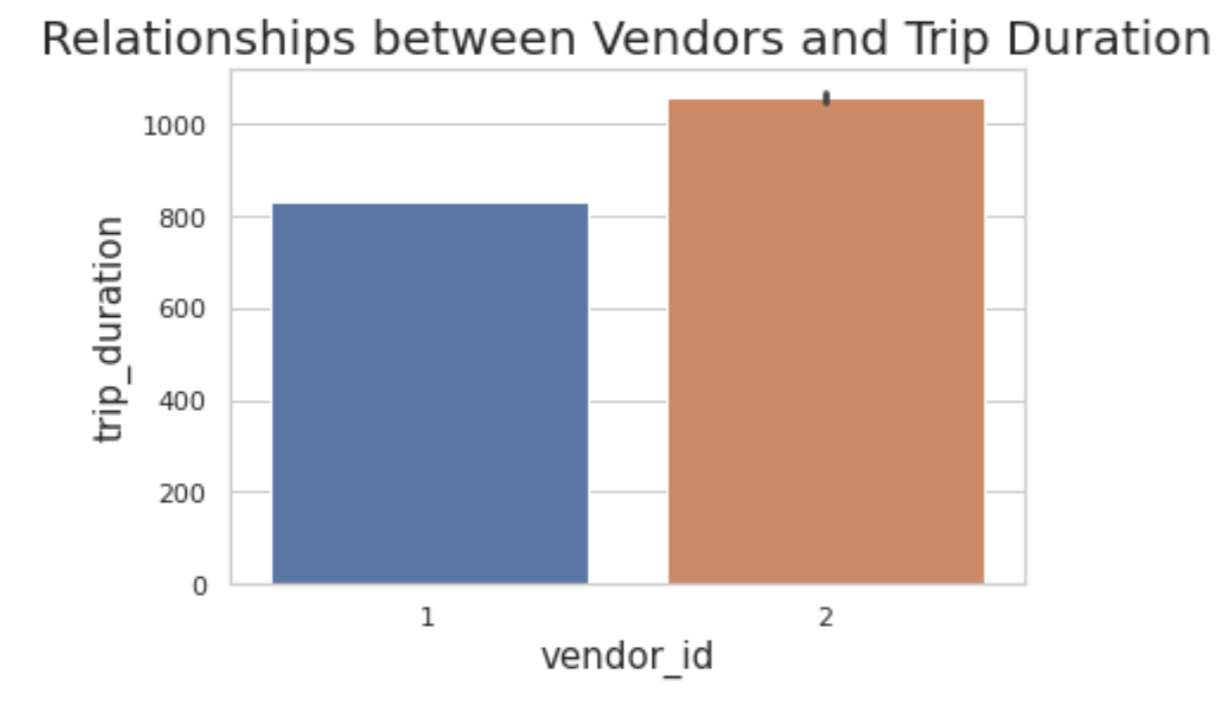 Relationships between Vendors and Trip Duration
1000
800
600
400
200
0
trip_duration
1
2
vendor_id